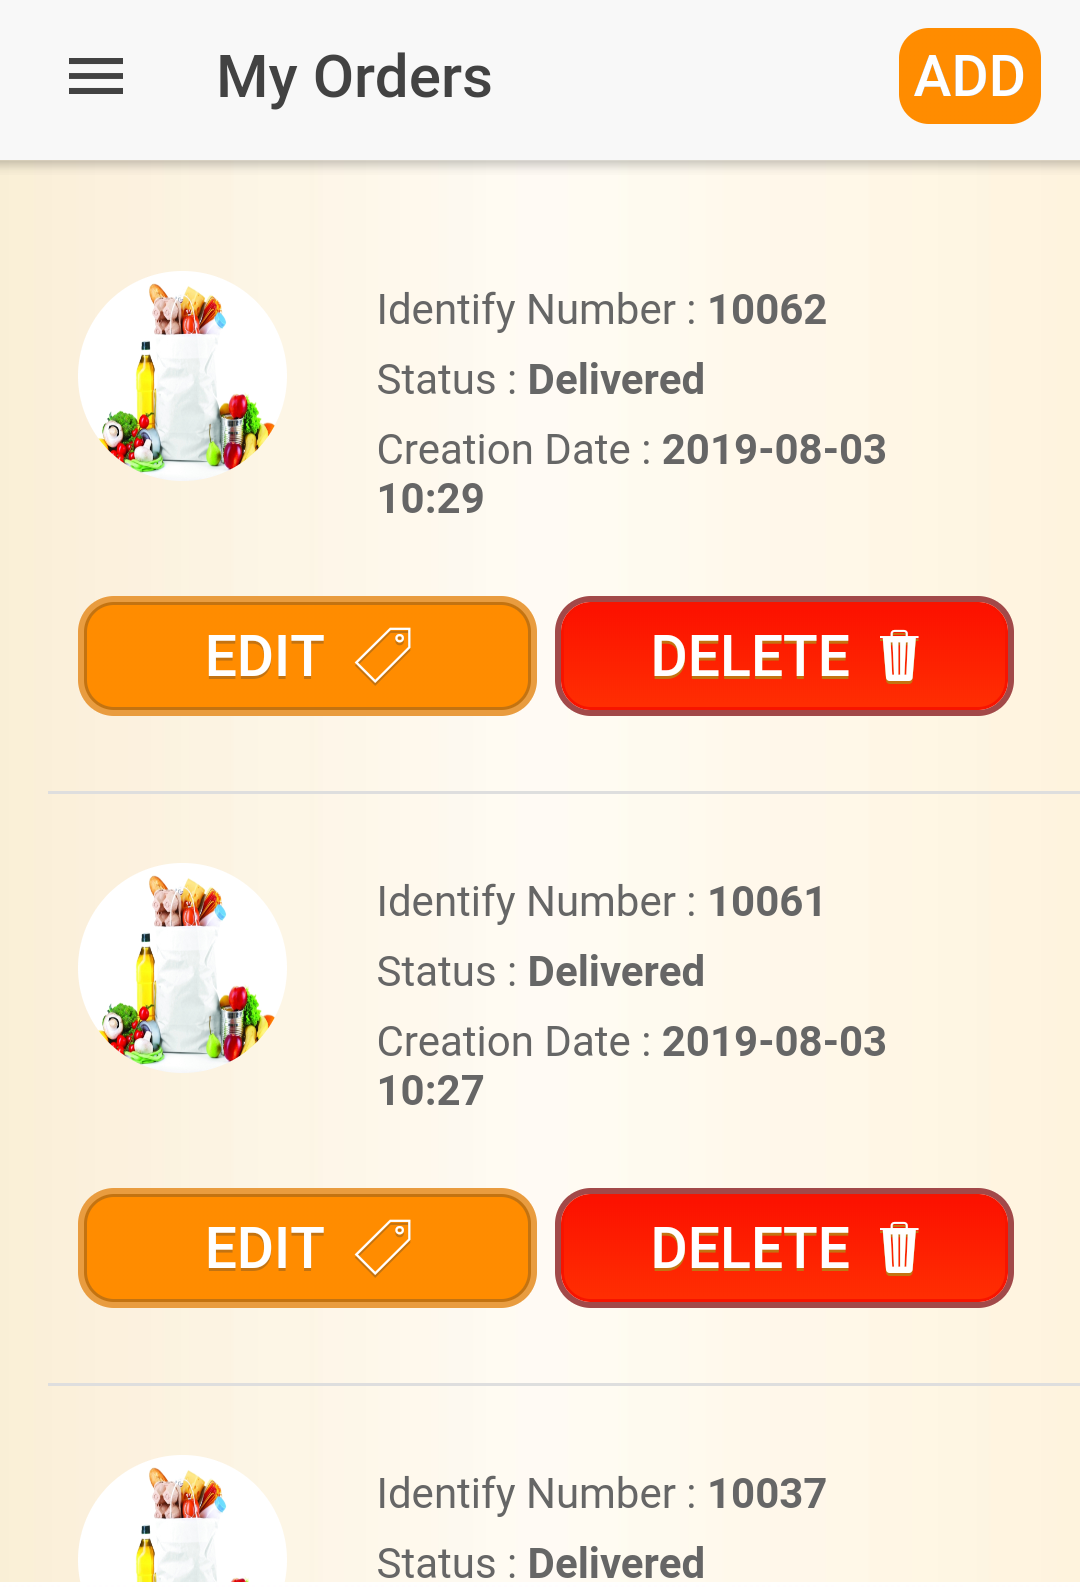 My Orders
ADD
Identify Number : 10062
Status : Delivered
Creation Date : 2019-08-03
10:29
EDIT
DELETE
Identify Number : 10061
Status : Delivered
Creation Date : 2019-08-03
10:27
EDIT
DELETE
Identify Number : 10037
Status : Delivered